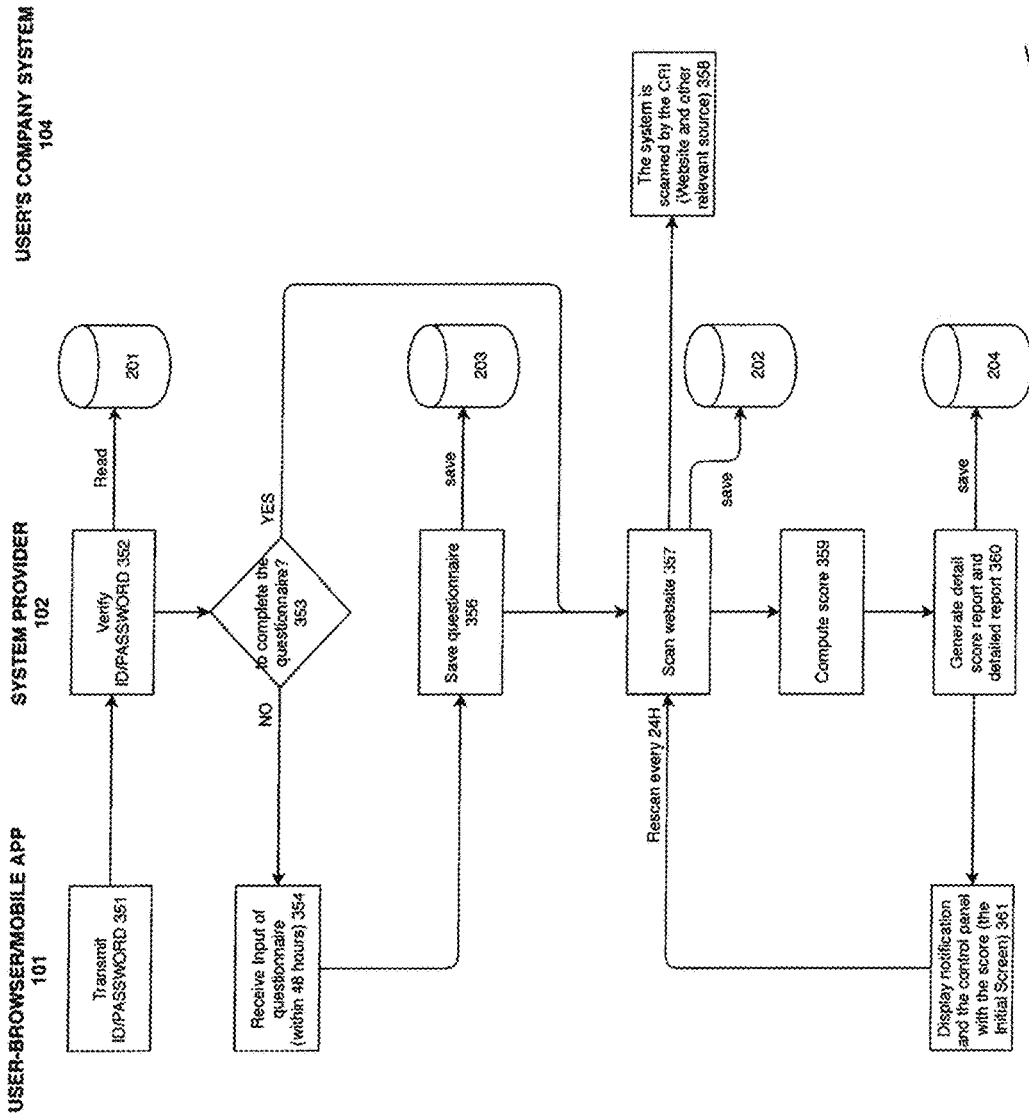 USER-BROWSER/MOBILE APP
101
SYSTEM PROVIDER
102
USER'S COMPANY SYSTEM
104
Transmit
ID/PASSWORD 351
Verify
ID/PASSWORD 352
Read
201
to complete the
questionnaire?
353
YES
NO
Receive Input of
questionnaire
(within 48 hours) 354
Save questionnaire
356
save
203
Rescan every 24H
Scan website 357
The system is
scanned by the CRI
(Website and other
relevant source) 358
save
202
Compute score 359
Generate detail
score report and
detailed report 360
save
204
Display notification
and the control panel
with the score (the
Initial Screen) 361